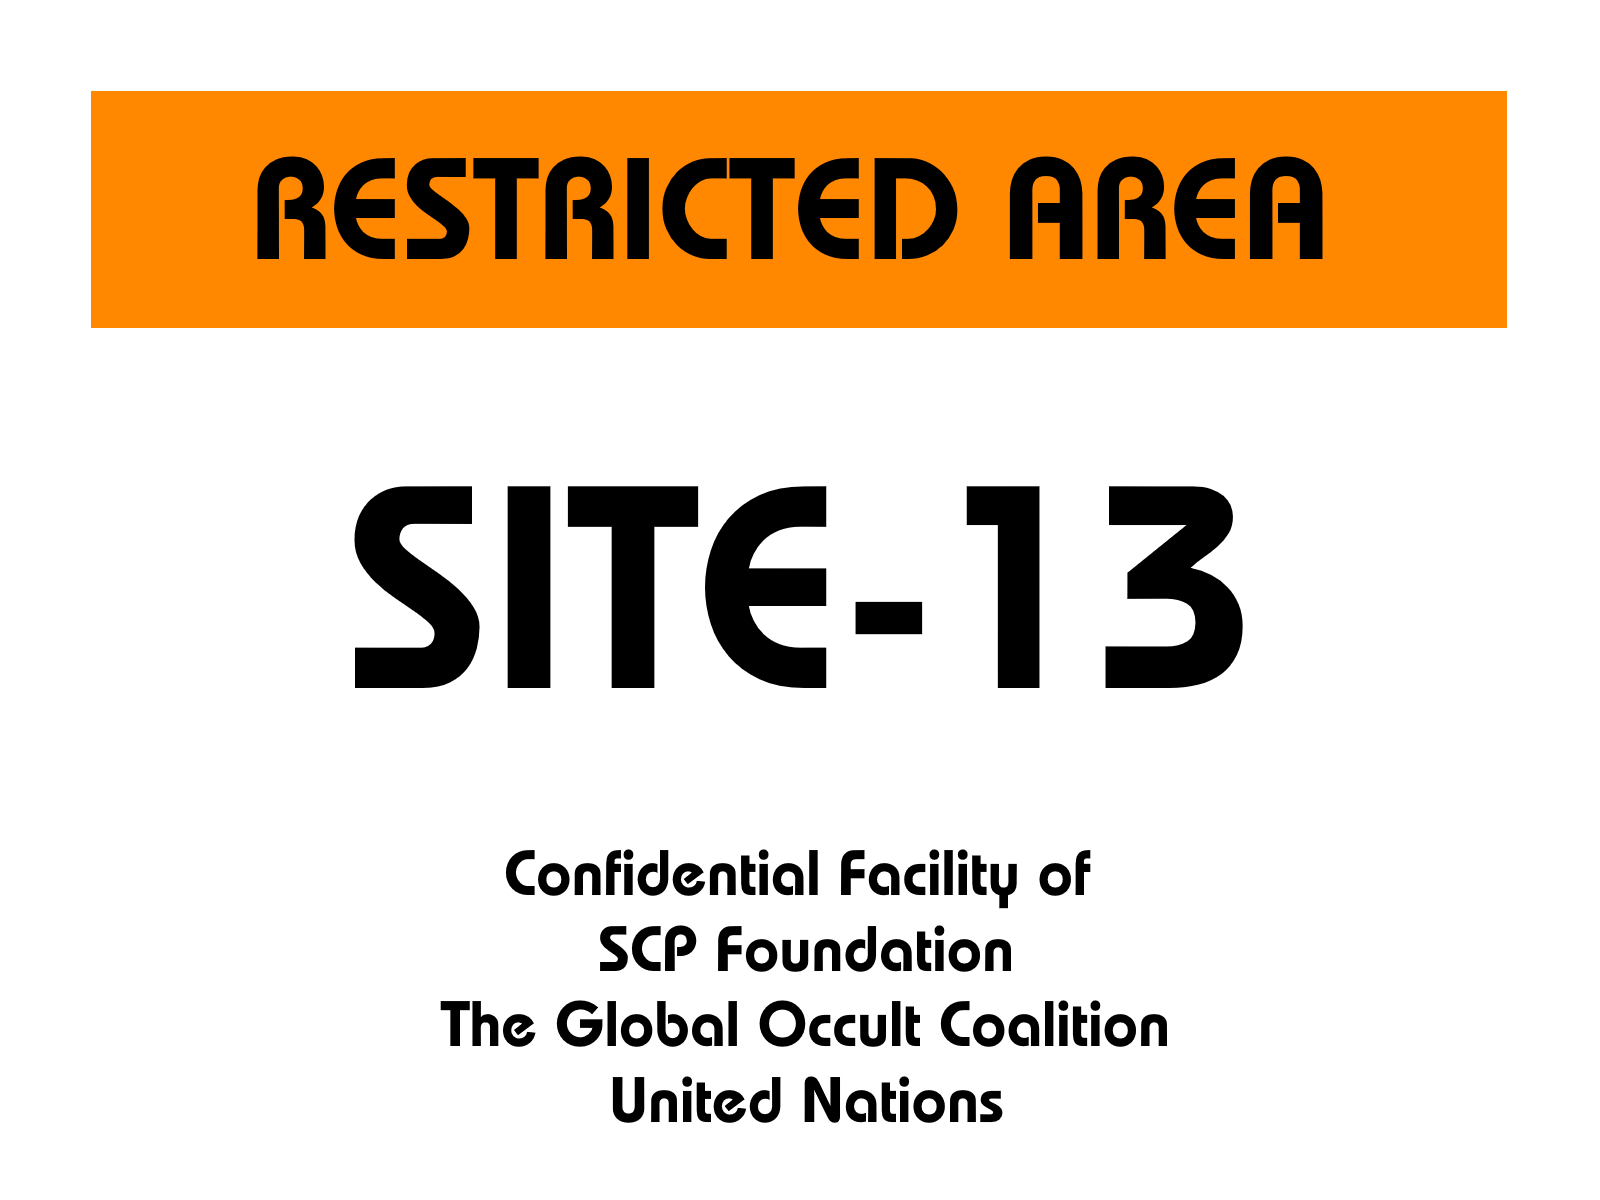 RESTRICTED AREA
SITE-13
Confidential Facility of
SCP Foundation
The Global Occult Coalition
United Nations